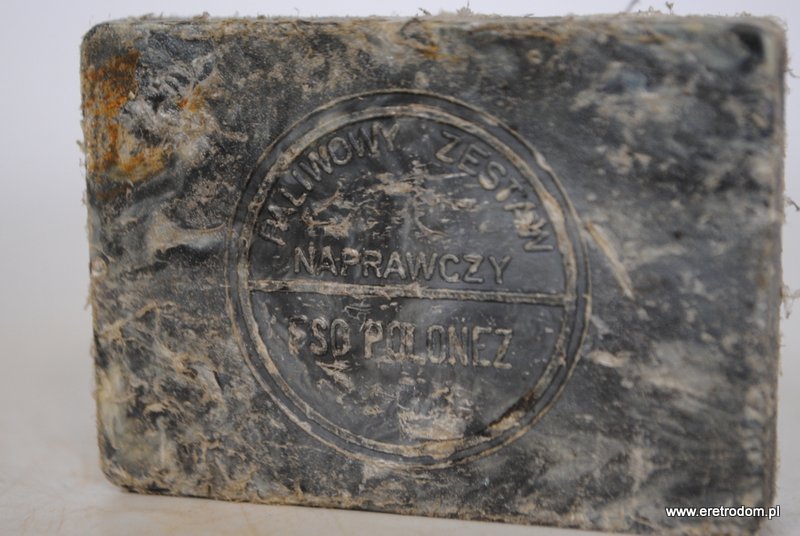 PALIWOWY ZESTAW
NAPRAWCZY
FSO POLONEZ
www.eretrodom.pl